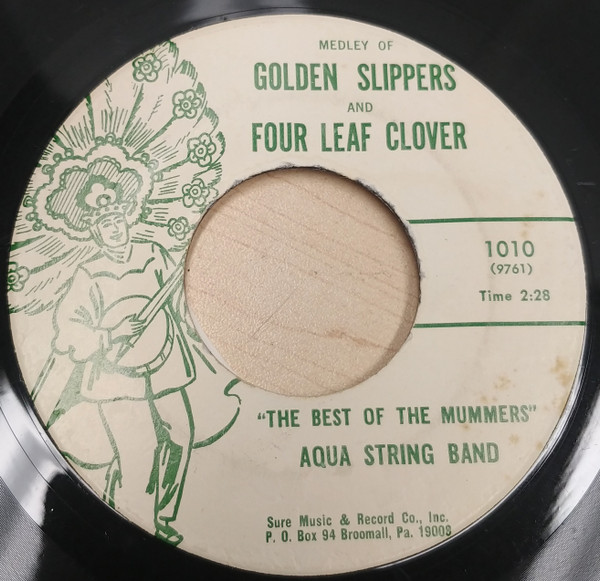 MEDLEY OF
GOLDEN SLIPPERS
AND
FOUR LEAF CLOVER
1010
(9761)
Time 2:28
"THE BEST OF THE MUMMERS"
AQUA STRING BAND
Sure Music & Record Co., Inc.
P. O. Box 94 Broomall, Pa. 19008